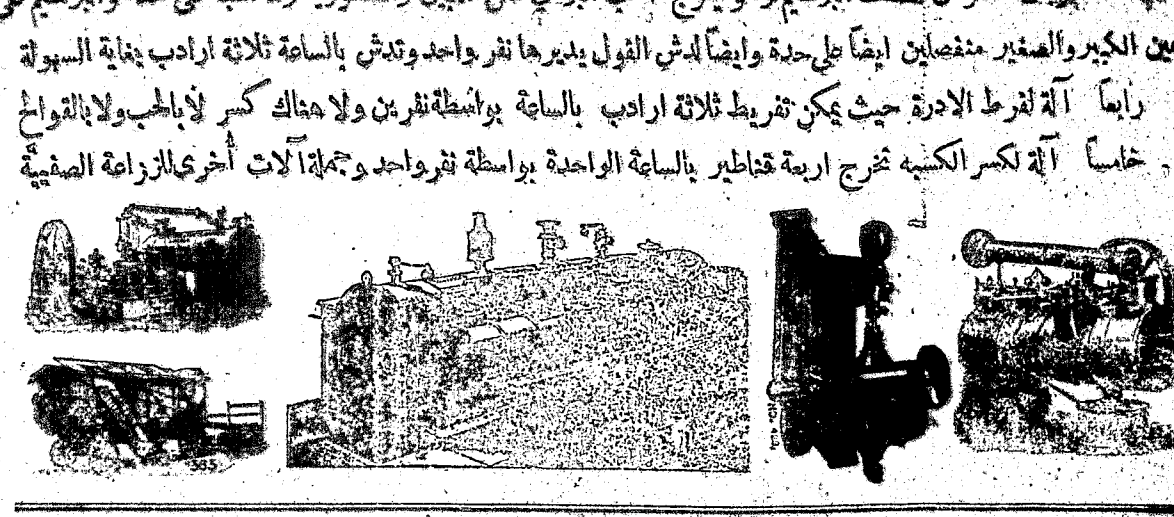 ين الكبير والصغير منفصلين ايضاً على حدة وايضاً لدش الفول يديرها نفر واحد وتدش بالساعة ثلاثة ارادب بغاية السهولة
رابعاً آلة لفرط الادرة حيث يمكن تفريط ثلاثة ارادب بالساعة بواسطة نفرين ولا هناك كسر لا بالحب ولا بالقوالح
خامساً آلة لكسر الكسبه تخرج اربعة قناطير بالساعة الواحدة بواسطة نفر واحد وجملة آلات أخرى للزراعة الصيفية